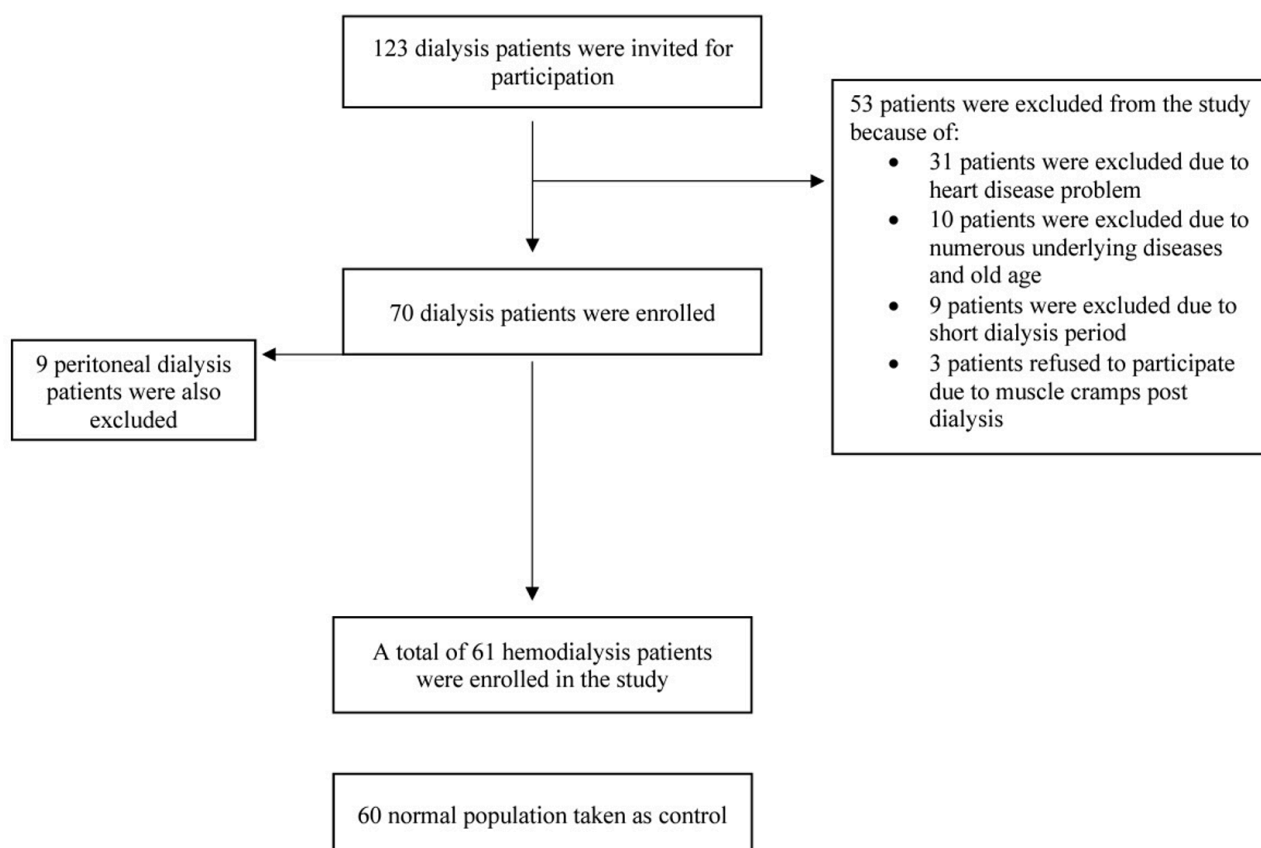 123 dialysis patients were invited for
participation
53 patients were excluded from the study
because of:
• 31 patients were excluded due to
heart disease problem
• 10 patients were excluded due to
numerous underlying diseases
and old age
• 9 patients were excluded due to
short dialysis period
• 3 patients refused to participate
due to muscle cramps post
dialysis
70 dialysis patients were enrolled
9 peritoneal dialysis
patients were also
excluded
A total of 61 hemodialysis patients
were enrolled in the study
60 normal population taken as control